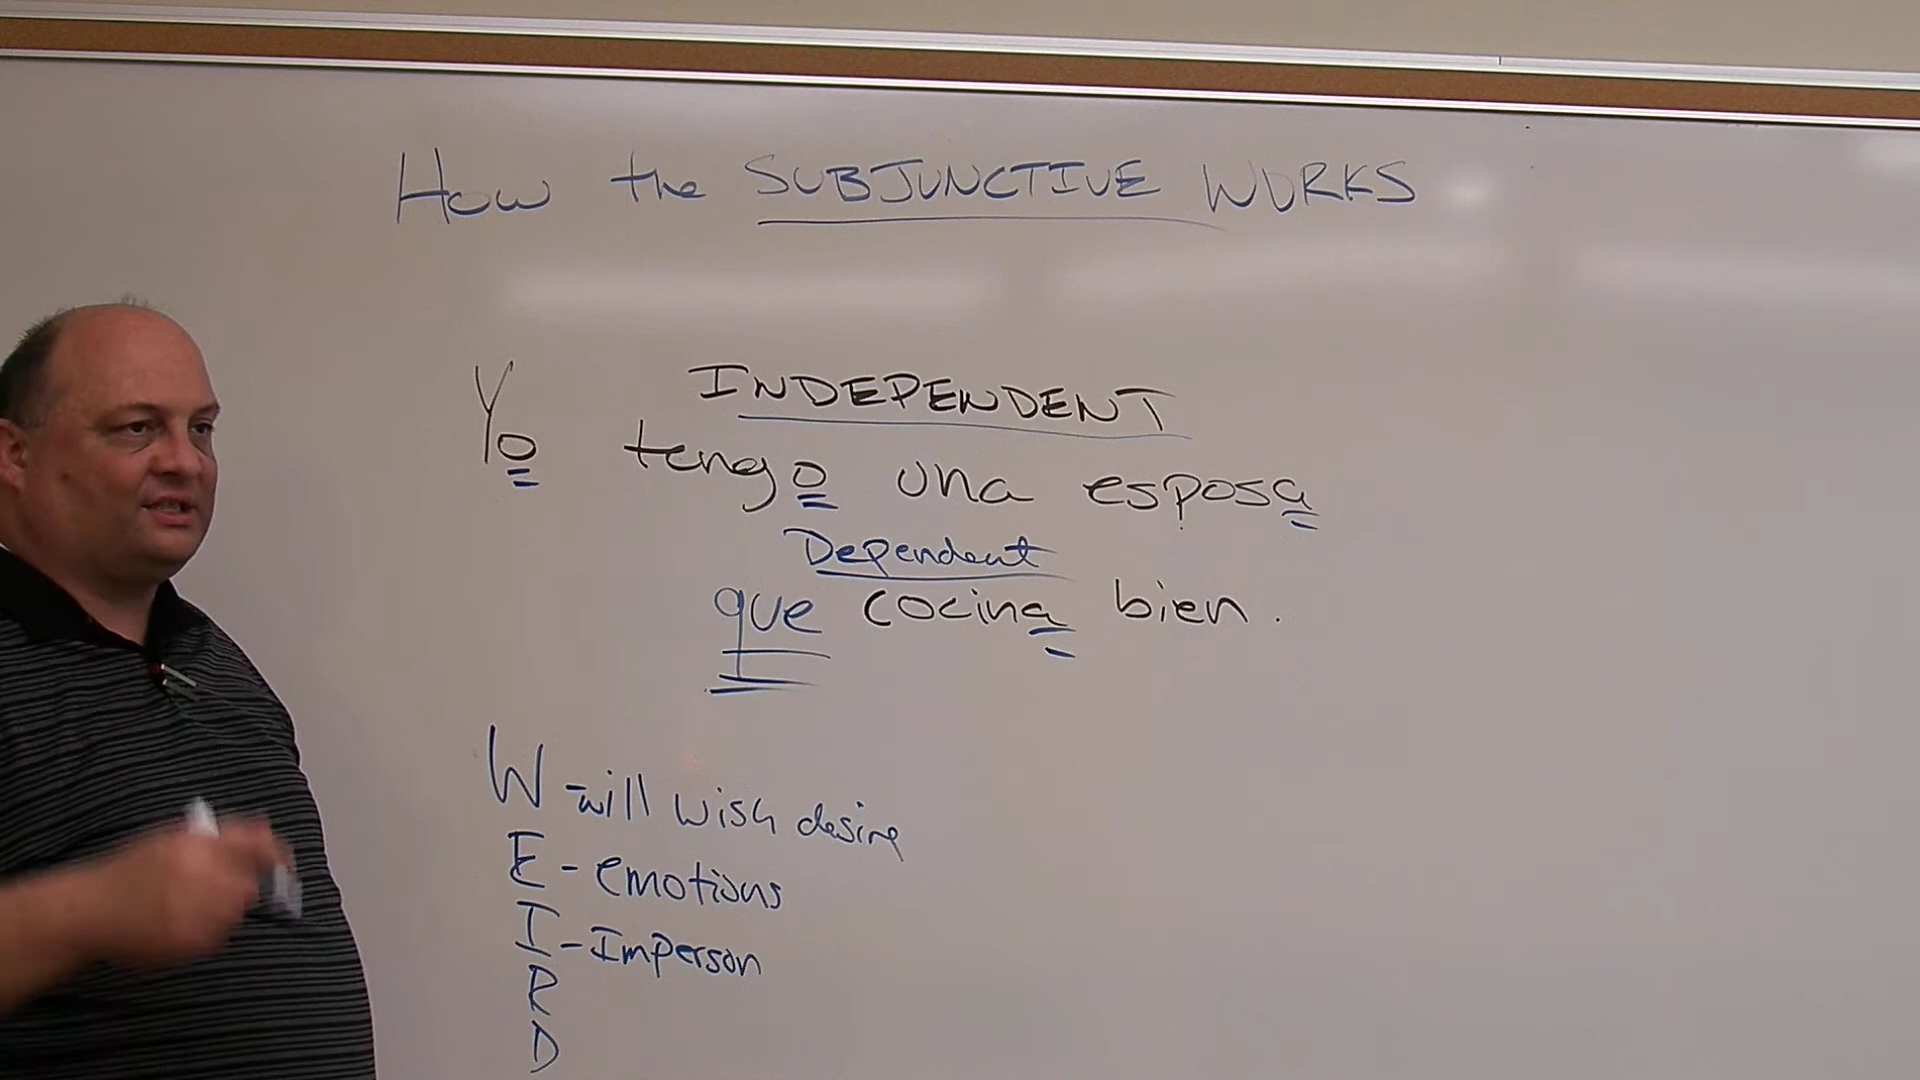 How the SUBJUNCTIVE WORKS
INDEPENDENT
Yo tengo una esposa
Dependent
que cocina bien.
W -will wish desire
E - emotions
I - Imperson
R
D